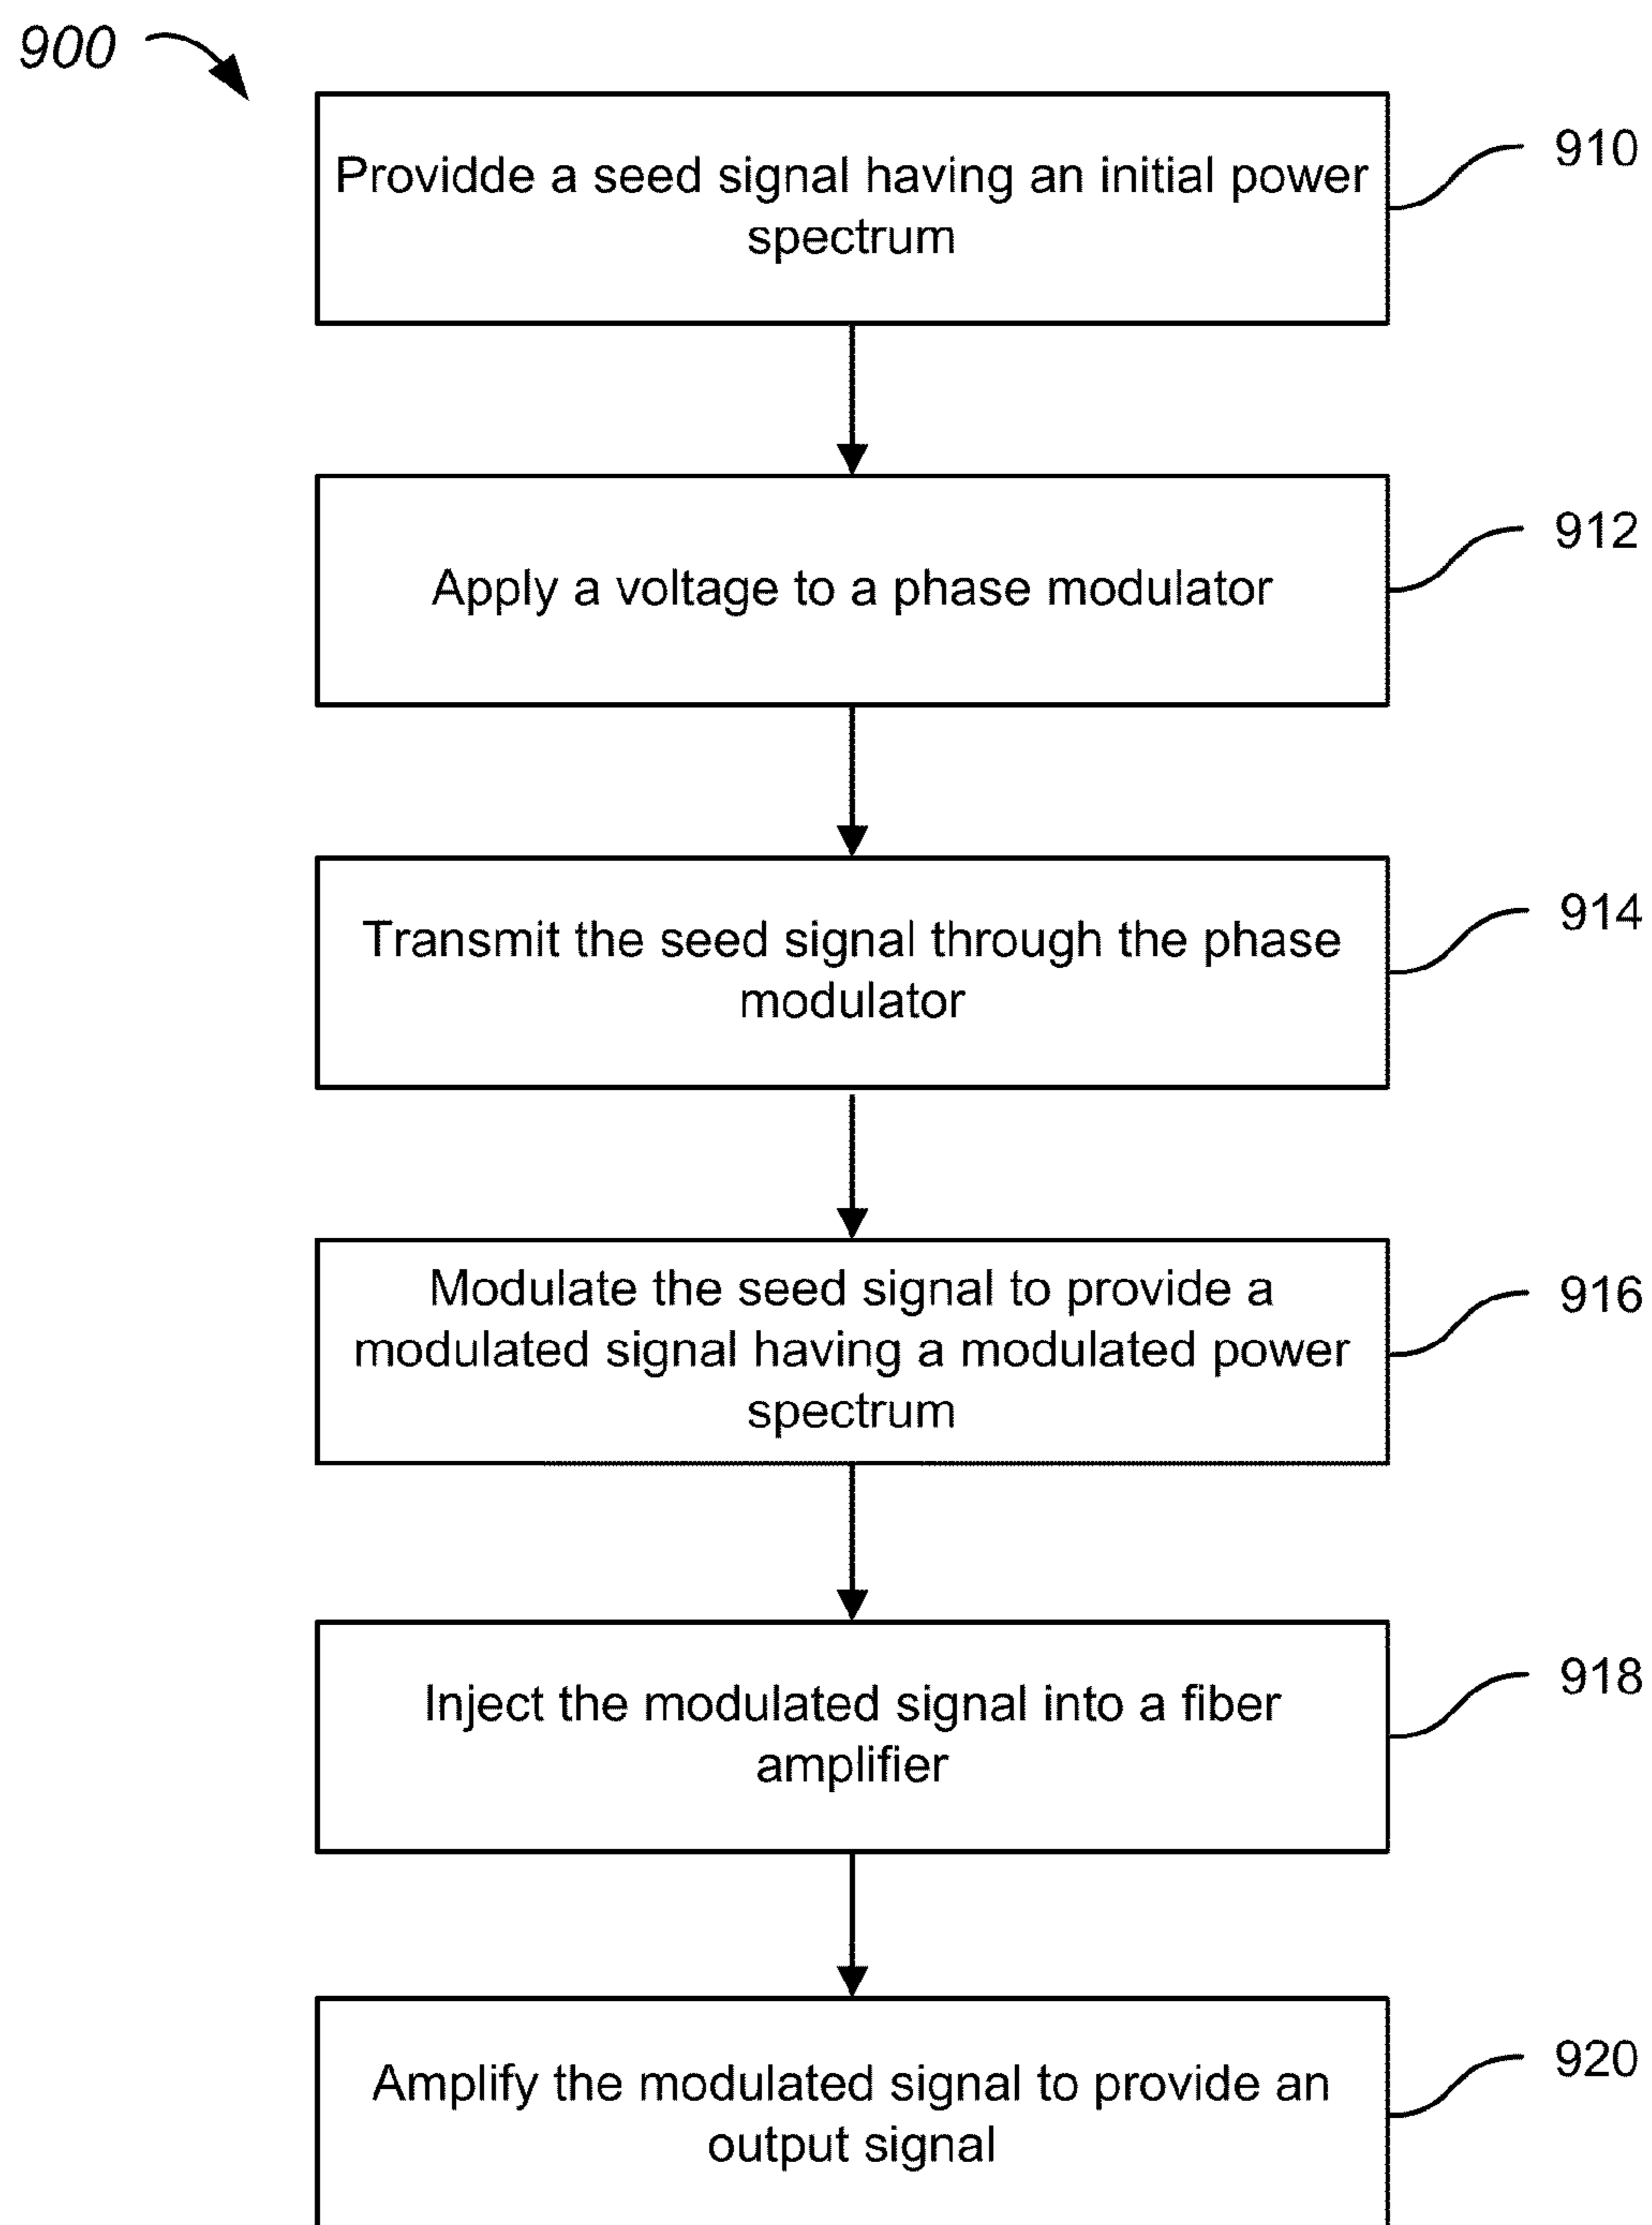 900
Providde a seed signal having an initial power
spectrum
910
Apply a voltage to a phase modulator
912
Transmit the seed signal through the phase
modulator
914
Modulate the seed signal to provide a
modulated signal having a modulated power
spectrum
916
Inject the modulated signal into a fiber
amplifier
918
Amplify the modulated signal to provide an
output signal
920